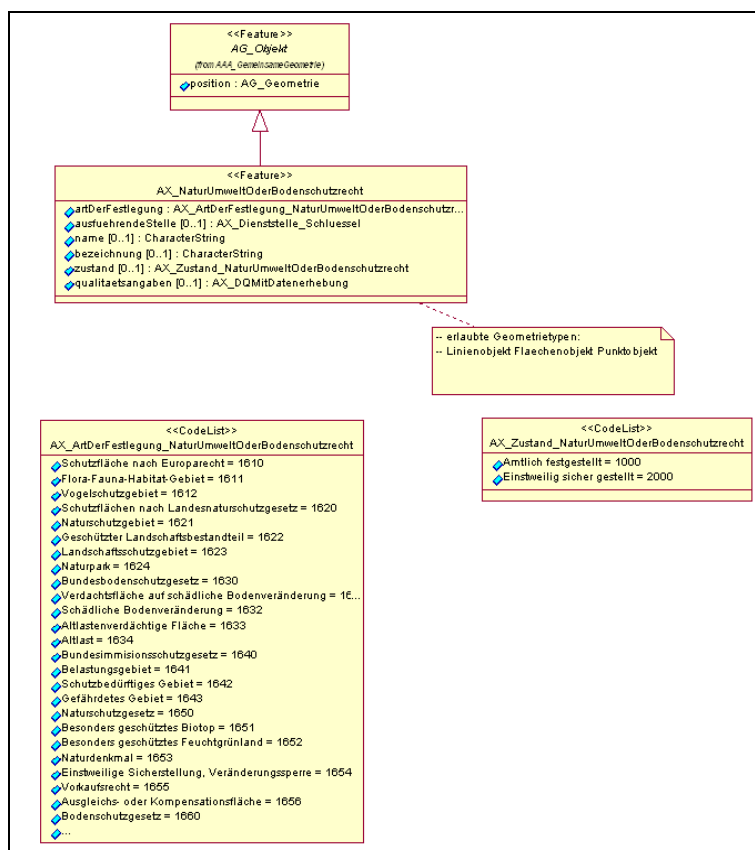 <<Feature>>
AG_Objekt
(from AAA_GemeinsameGeometrie)
position : AG_Geometrie
<<Feature>>
AX_NaturUmweltOderBodenschutzrecht
artDerFestlegung : AX_ArtDerFestlegung_NaturUmweltOderBodenschutzr...
ausfuehrendeStelle [0..1] : AX_Dienststelle_Schluessel
name [0..1] : CharacterString
bezeichnung [0..1] : CharacterString
zustand [0..1] : AX_Zustand_NaturUmweltOderBodenschutzrecht
qualitaetsangaben [0..1] : AX_DQMitDatenerhebung
-- erlaubte Geometrietypen:
-- Linienobjekt Flaechenobjekt Punktobjekt
<<CodeList>>
AX_ArtDerFestlegung_NaturUmweltOderBodenschutzrecht
Schutzfläche nach Europarecht = 1610
Flora-Fauna-Habitat-Gebiet = 1611
Vogelschutzgebiet = 1612
Schutzflächen nach Landesnaturschutzgesetz = 1620
Naturschutzgebiet = 1621
Geschützter Landschaftsbestandteil = 1622
Landschaftsschutzgebiet = 1623
Naturpark = 1624
Bundesbodenschutzgesetz = 1630
Verdachtsfläche auf schädliche Bodenveränderung = 16...
Schädliche Bodenveränderung = 1632
Altlastenverdächtige Fläche = 1633
Altlast = 1634
Bundesimmisionsschutzgesetz = 1640
Belastungsgebiet = 1641
Schutzbedürftiges Gebiet = 1642
Gefährdetes Gebiet = 1643
Naturschutzgesetz = 1650
Besonders geschütztes Biotop = 1651
Besonders geschütztes Feuchtgrünland = 1652
Naturdenkmal = 1653
Einstweilige Sicherstellung, Veränderungssperre = 1654
Vorkaufsrecht = 1655
Ausgleichs- oder Kompensationsfläche = 1656
Bodenschutzgesetz = 1660
...
<<CodeList>>
AX_Zustand_NaturUmweltOderBodenschutzrecht
Amtlich festgestellt = 1000
Einstweilig sicher gestellt = 2000